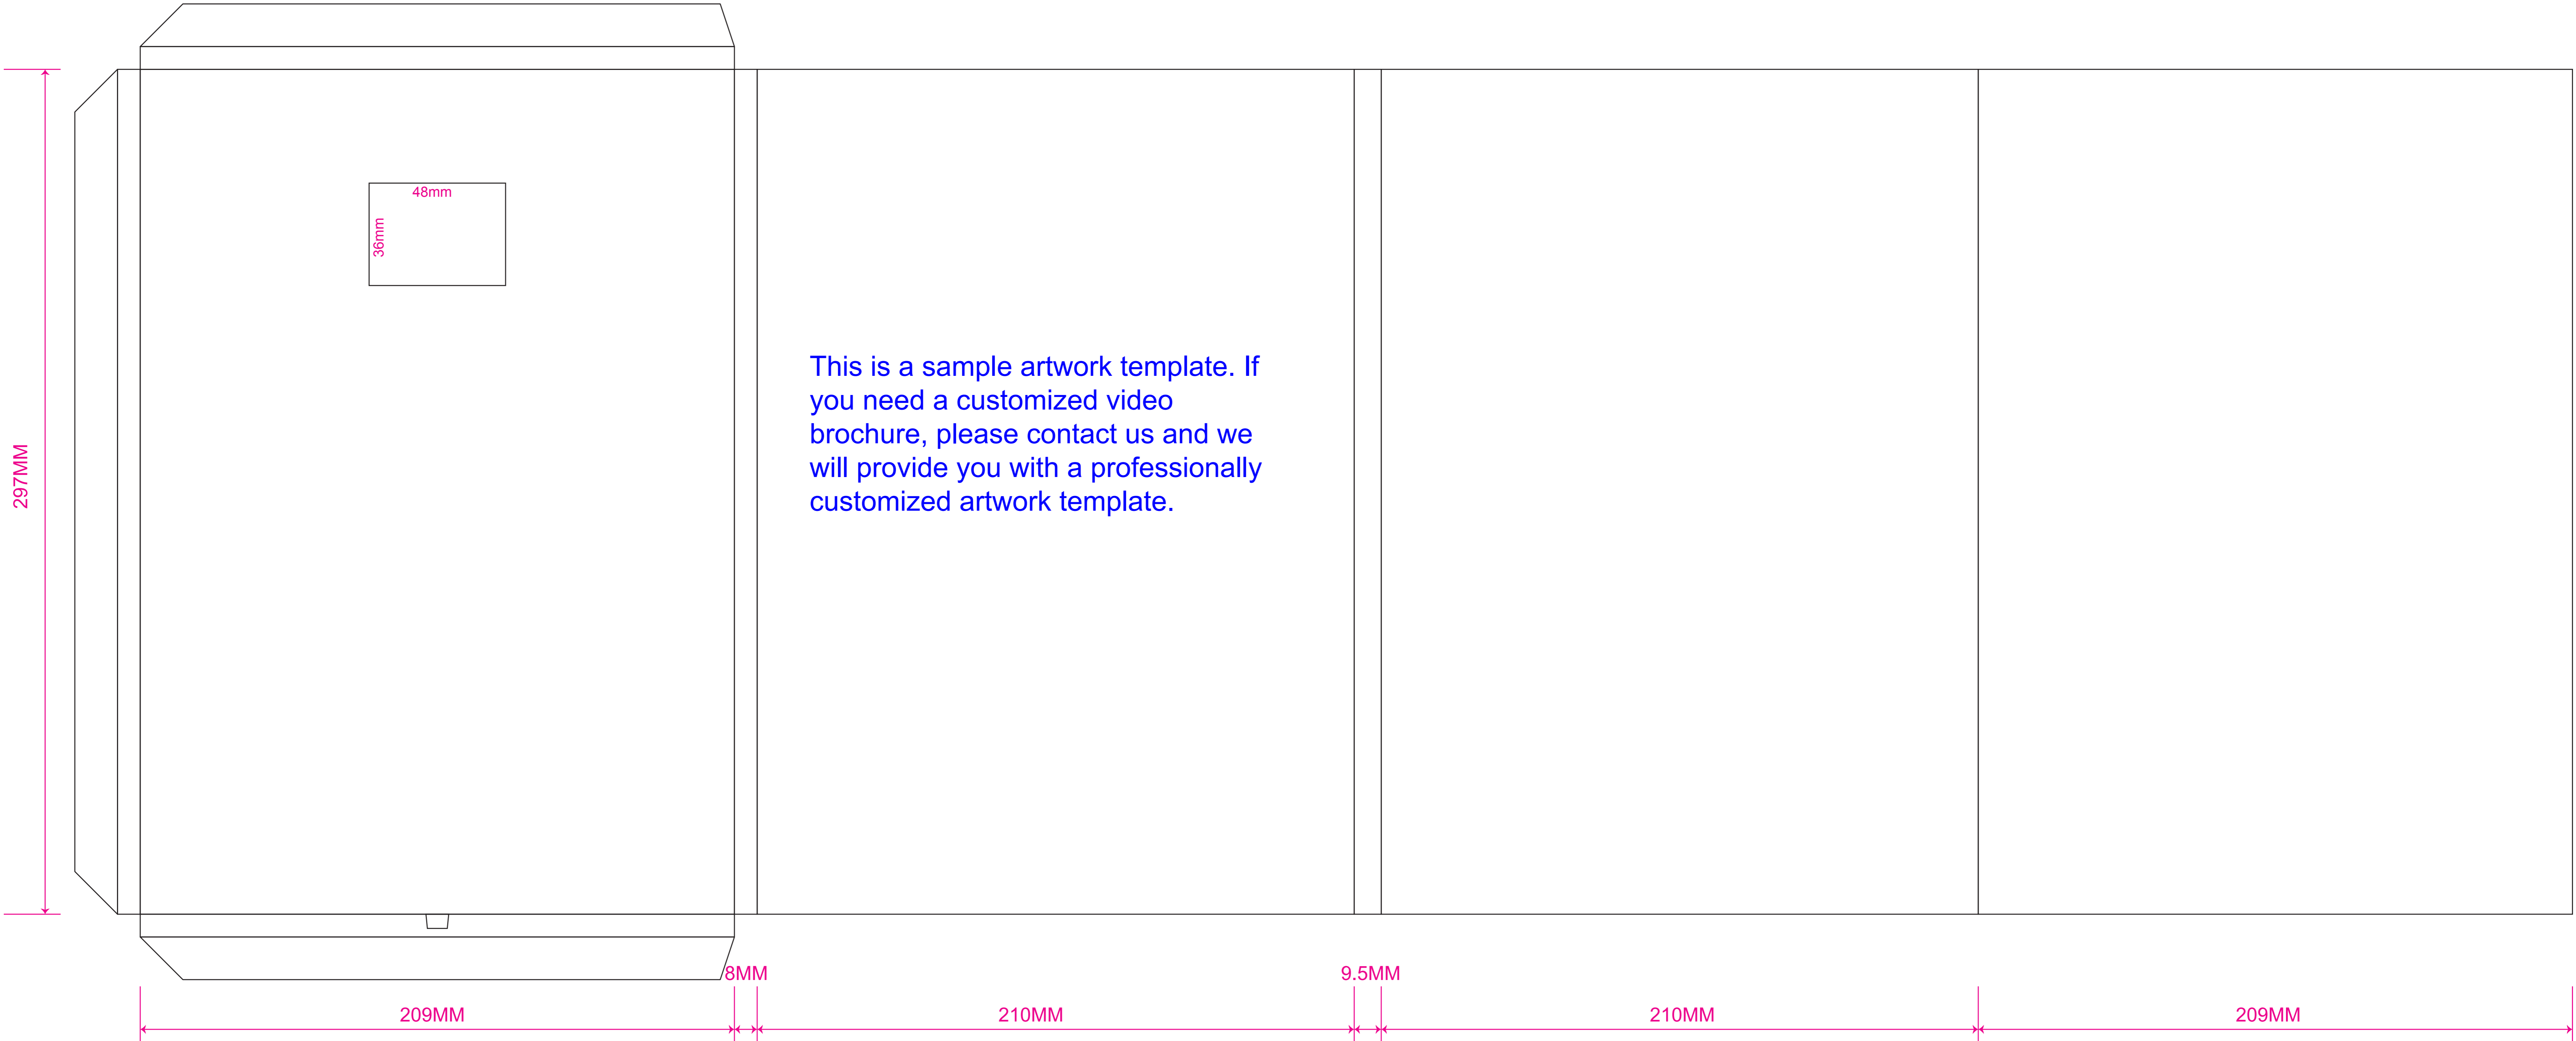 48mm
36mm
This is a sample artwork template. If
you need a customized video
brochure, please contact us and we
will provide you with a professionally
customized artwork template.
297MM
8MM
9.5MM
209MM
210MM
210MM
209MM